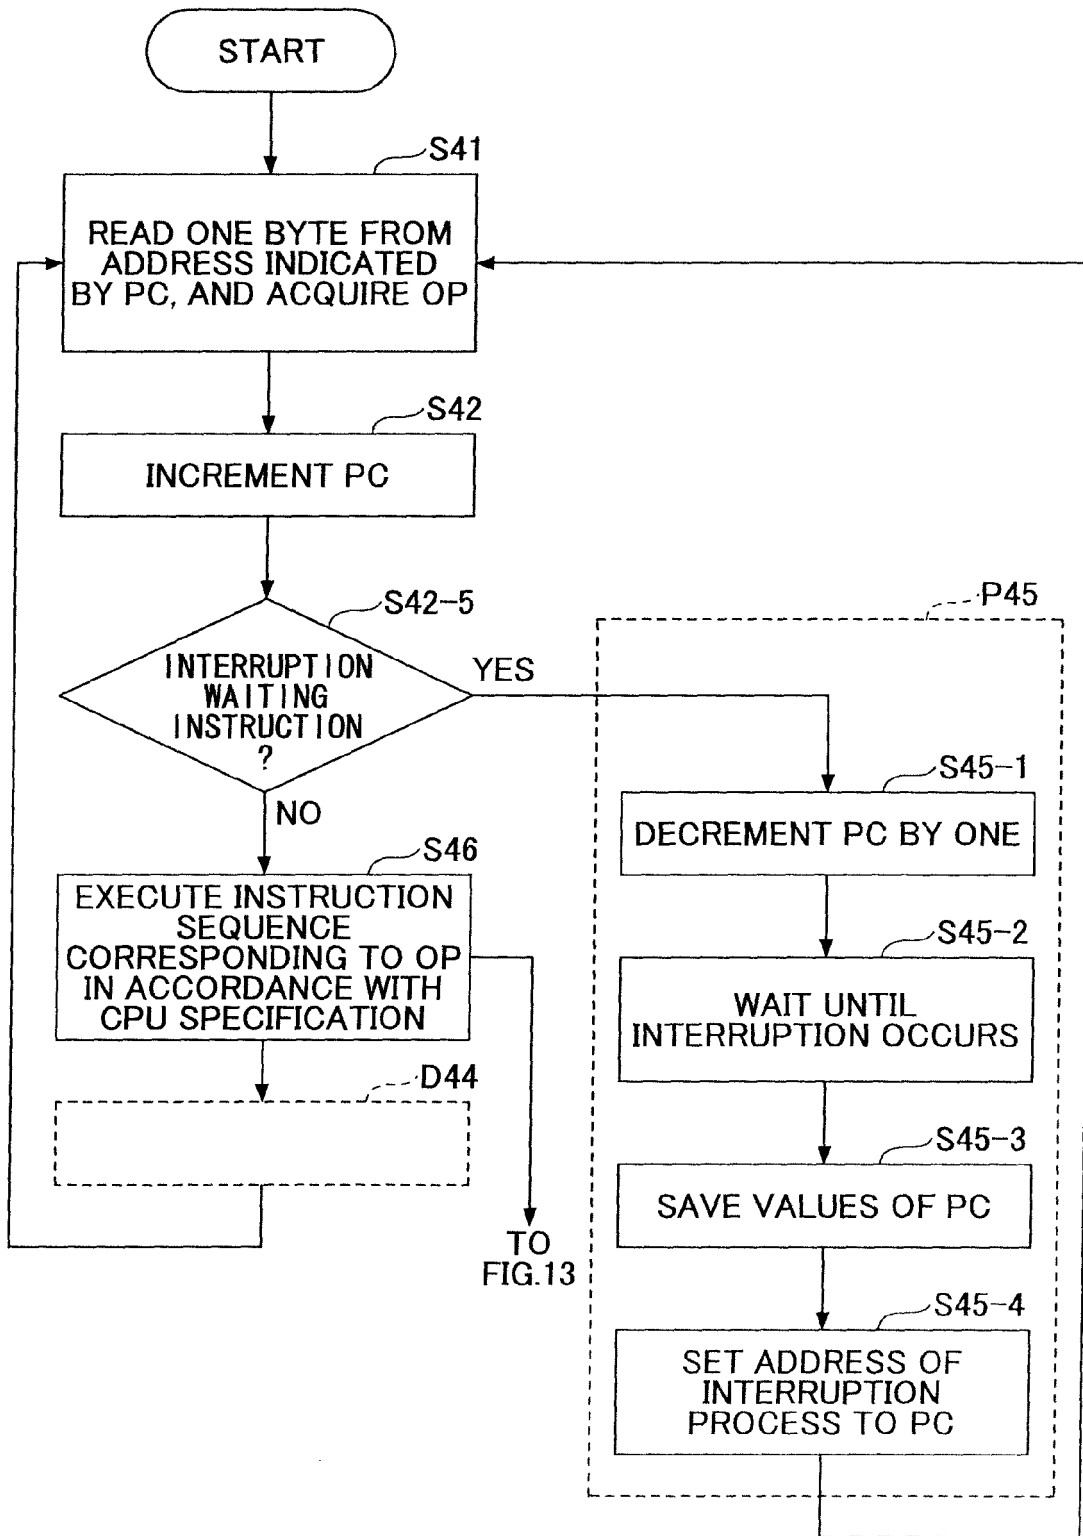 START
S41
READ ONE BYTE FROM
ADDRESS INDICATED
BY PC, AND ACQUIRE OP
S42
INCREMENT PC
S42-5
INTERRUPTION
WAITING
INSTRUCTION
?
YES
NO
S46
EXECUTE INSTRUCTION
SEQUENCE
CORRESPONDING TO OP
IN ACCORDANCE WITH
CPU SPECIFICATION
D44
TO
FIG.13
P45
S45-1
DECREMENT PC BY ONE
S45-2
WAIT UNTIL
INTERRUPTION OCCURS
S45-3
SAVE VALUES OF PC
S45-4
SET ADDRESS OF
INTERRUPTION
PROCESS TO PC